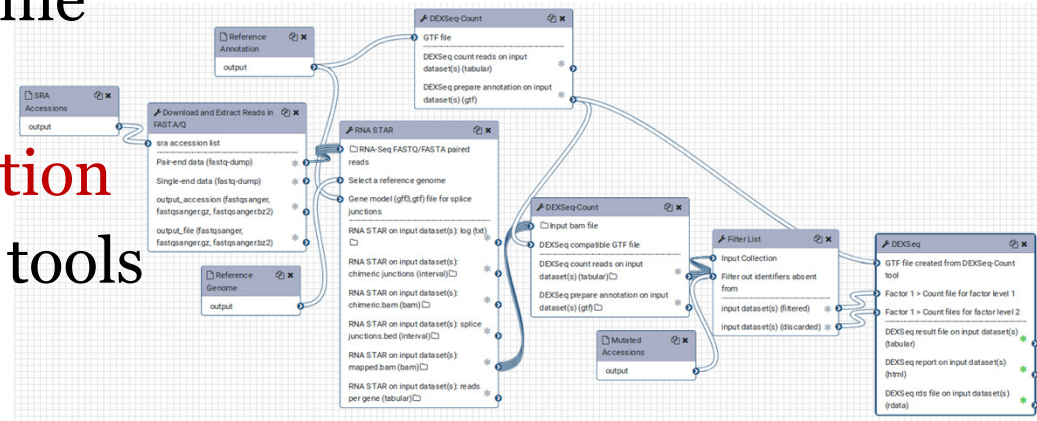 tion
tools
Reference
Annotation
output
DEXSeq-Count
GTF file
DEXSeq count reads on input
dataset(s) (tabular)
DEXSeq prepare annotation on input
dataset(s) (gtf)
SRA
Accessions
output
Download and Extract Reads in
FASTA/Q
sra accession list
Pair-end data (fastq-dump)
Single-end data (fastq-dump)
output_accession (fastqsanger,
fastqsanger.gz, fastqsanger.bz2)
output_file (fastqsanger,
fastqsanger.gz, fastqsanger.bz2)
Reference
Genome
output
RNA STAR
RNA-Seq FASTQ/FASTA paired
reads
Select a reference genome
Gene model (gff3,gtf) file for splice
junctions
RNA STAR on input dataset(s): log (txt)
RNA STAR on input dataset(s):
chimeric junctions (interval)
RNA STAR on input dataset(s):
chimeric.bam (bam)
RNA STAR on input dataset(s): splice
junctions.bed (interval)
RNA STAR on input dataset(s):
mapped.bam (bam)
RNA STAR on input dataset(s): reads
per gene (tabular)
DEXSeq-Count
Input bam file
DEXSeq compatible GTF file
DEXSeq count reads on input
dataset(s) (tabular)
DEXSeq prepare annotation on input
dataset(s) (gtf)
Mutated
Accessions
output
Filter List
Input Collection
Filter out identifiers absent
from
input dataset(s) (filtered)
input dataset(s) (discarded)
DEXSeq
GTF file created from DEXSeq-Count
tool
Factor 1 > Count file for factor level 1
Factor 1 > Count files for factor level 2
DEXSeq result file on input dataset(s)
(tabular)
DEXSeq report on input dataset(s)
(html)
DEXSeq rds file on input dataset(s)
(rdata)